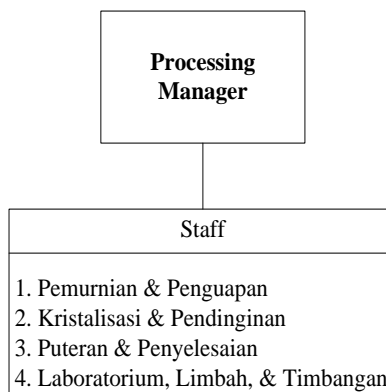 Processing
Manager
Staff
1. Pemurnian & Penguapan
2. Kristalisasi & Pendinginan
3. Puteran & Penyelesaian
4. Laboratorium, Limbah, & Timbangan